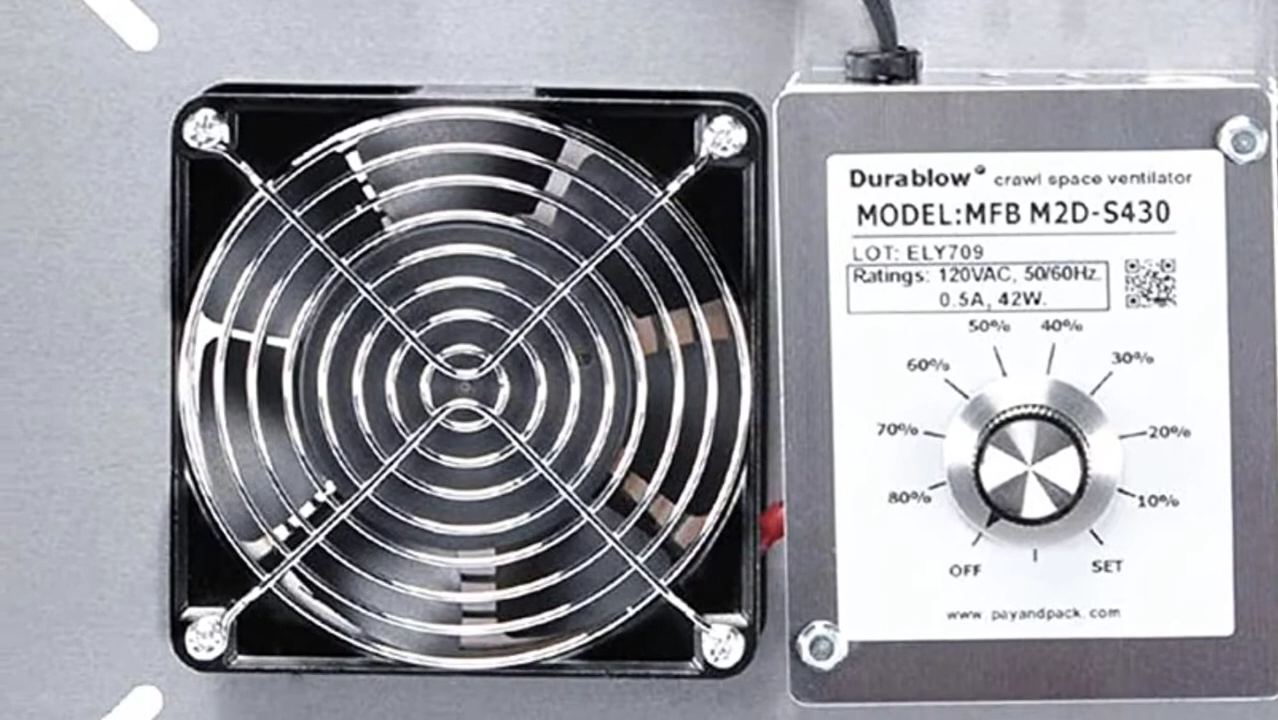 Durablow® crawl space ventilator
MODEL:MFB M2D-S430
LOT: ELY709
Ratings: 120VAC, 50/60Hz.
0.5A, 42W.
50% 40%
60% 30%
70% 20%
80% 10%
OFF SET
www.payandpack.com